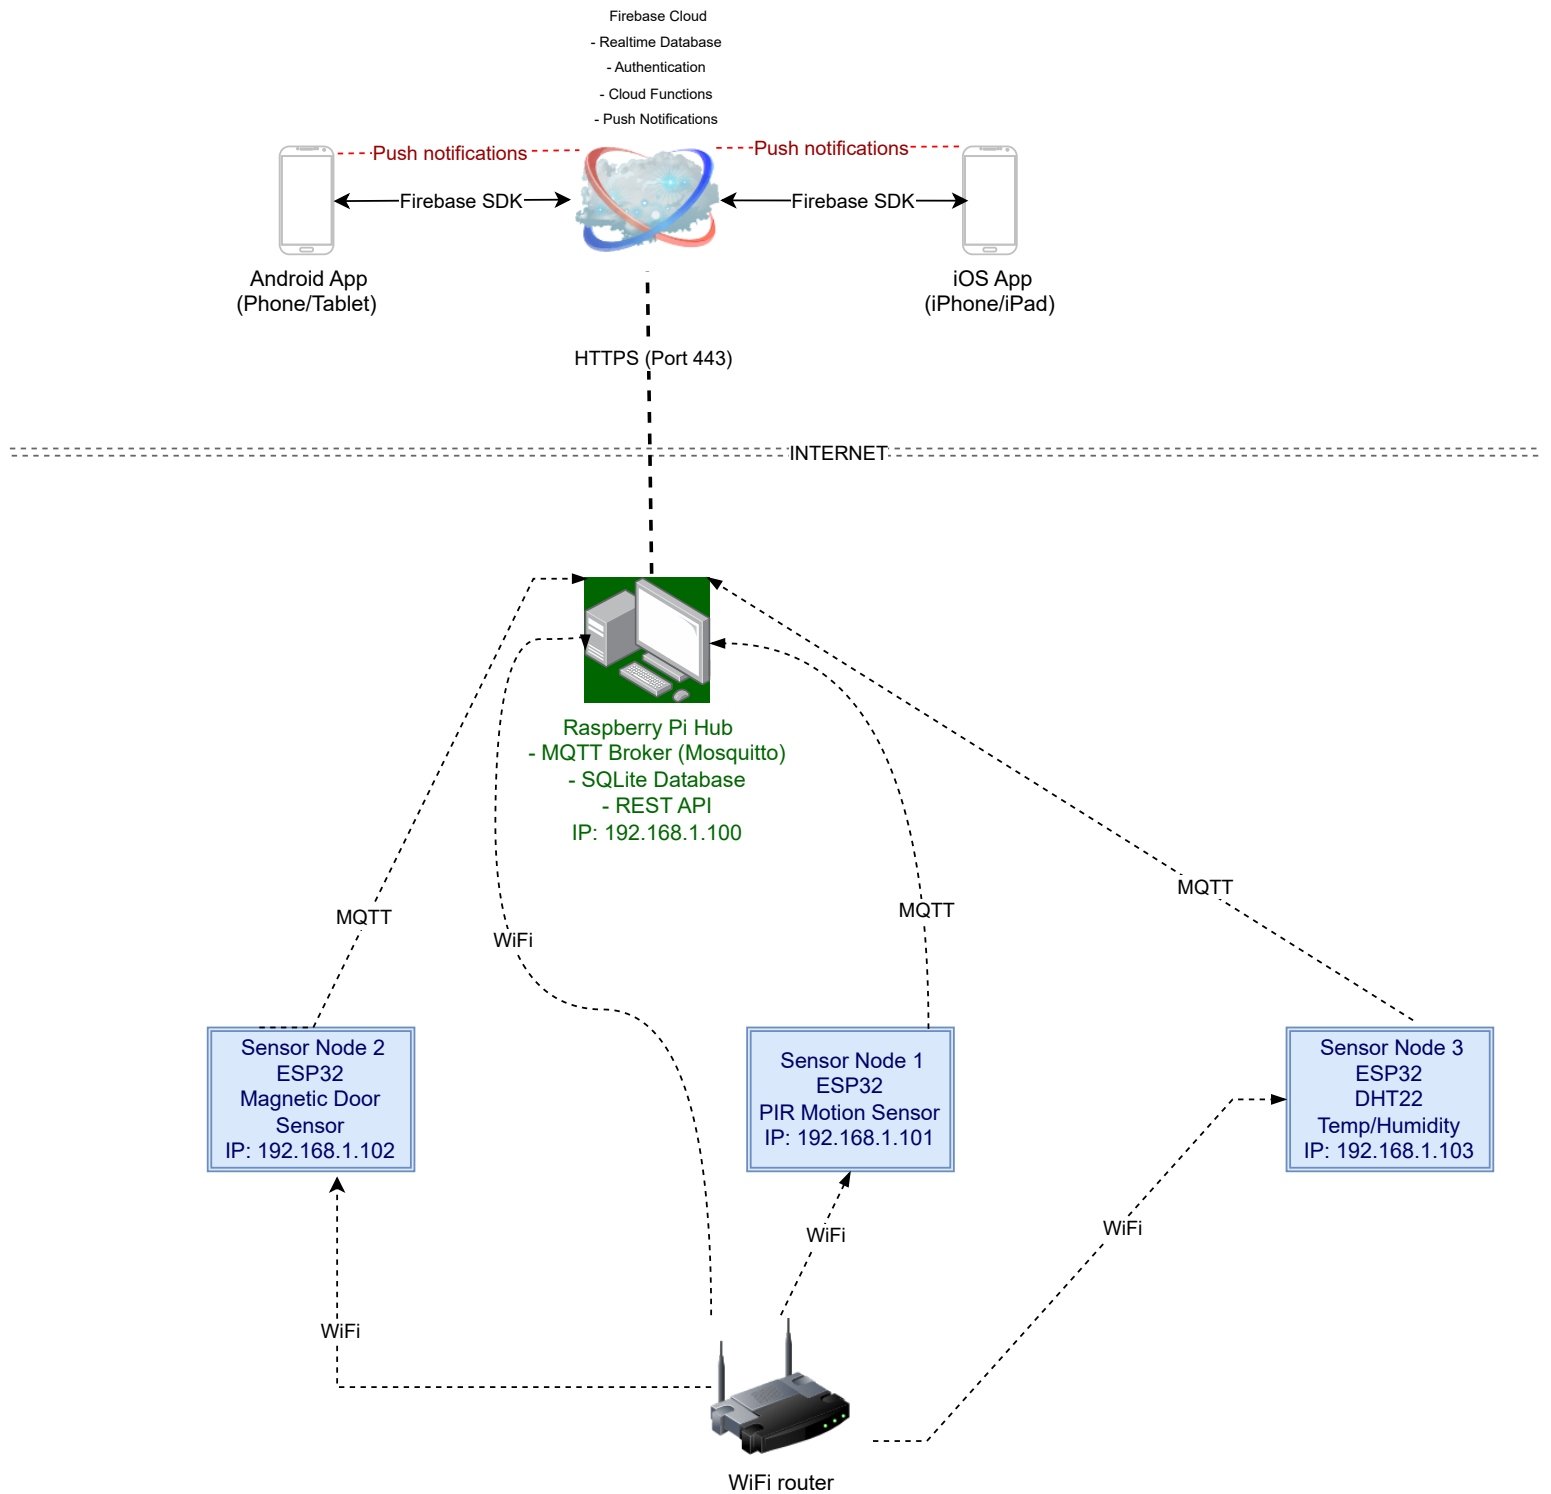 Firebase Cloud
- Realtime Database
- Authentication
- Cloud Functions
- Push Notifications
Push notifications
Push notifications
Firebase SDK
Firebase SDK
Android App
(Phone/Tablet)
iOS App
(iPhone/iPad)
HTTPS (Port 443)
INTERNET
Raspberry Pi Hub
- MQTT Broker (Mosquitto)
- SQLite Database
- REST API
IP: 192.168.1.100
MQTT
WiFi
MQTT
MQTT
Sensor Node 2
ESP32
Magnetic Door
Sensor
IP: 192.168.1.102
Sensor Node 1
ESP32
PIR Motion Sensor
IP: 192.168.1.101
Sensor Node 3
ESP32
DHT22
Temp/Humidity
IP: 192.168.1.103
WiFi
WiFi
WiFi
WiFi router